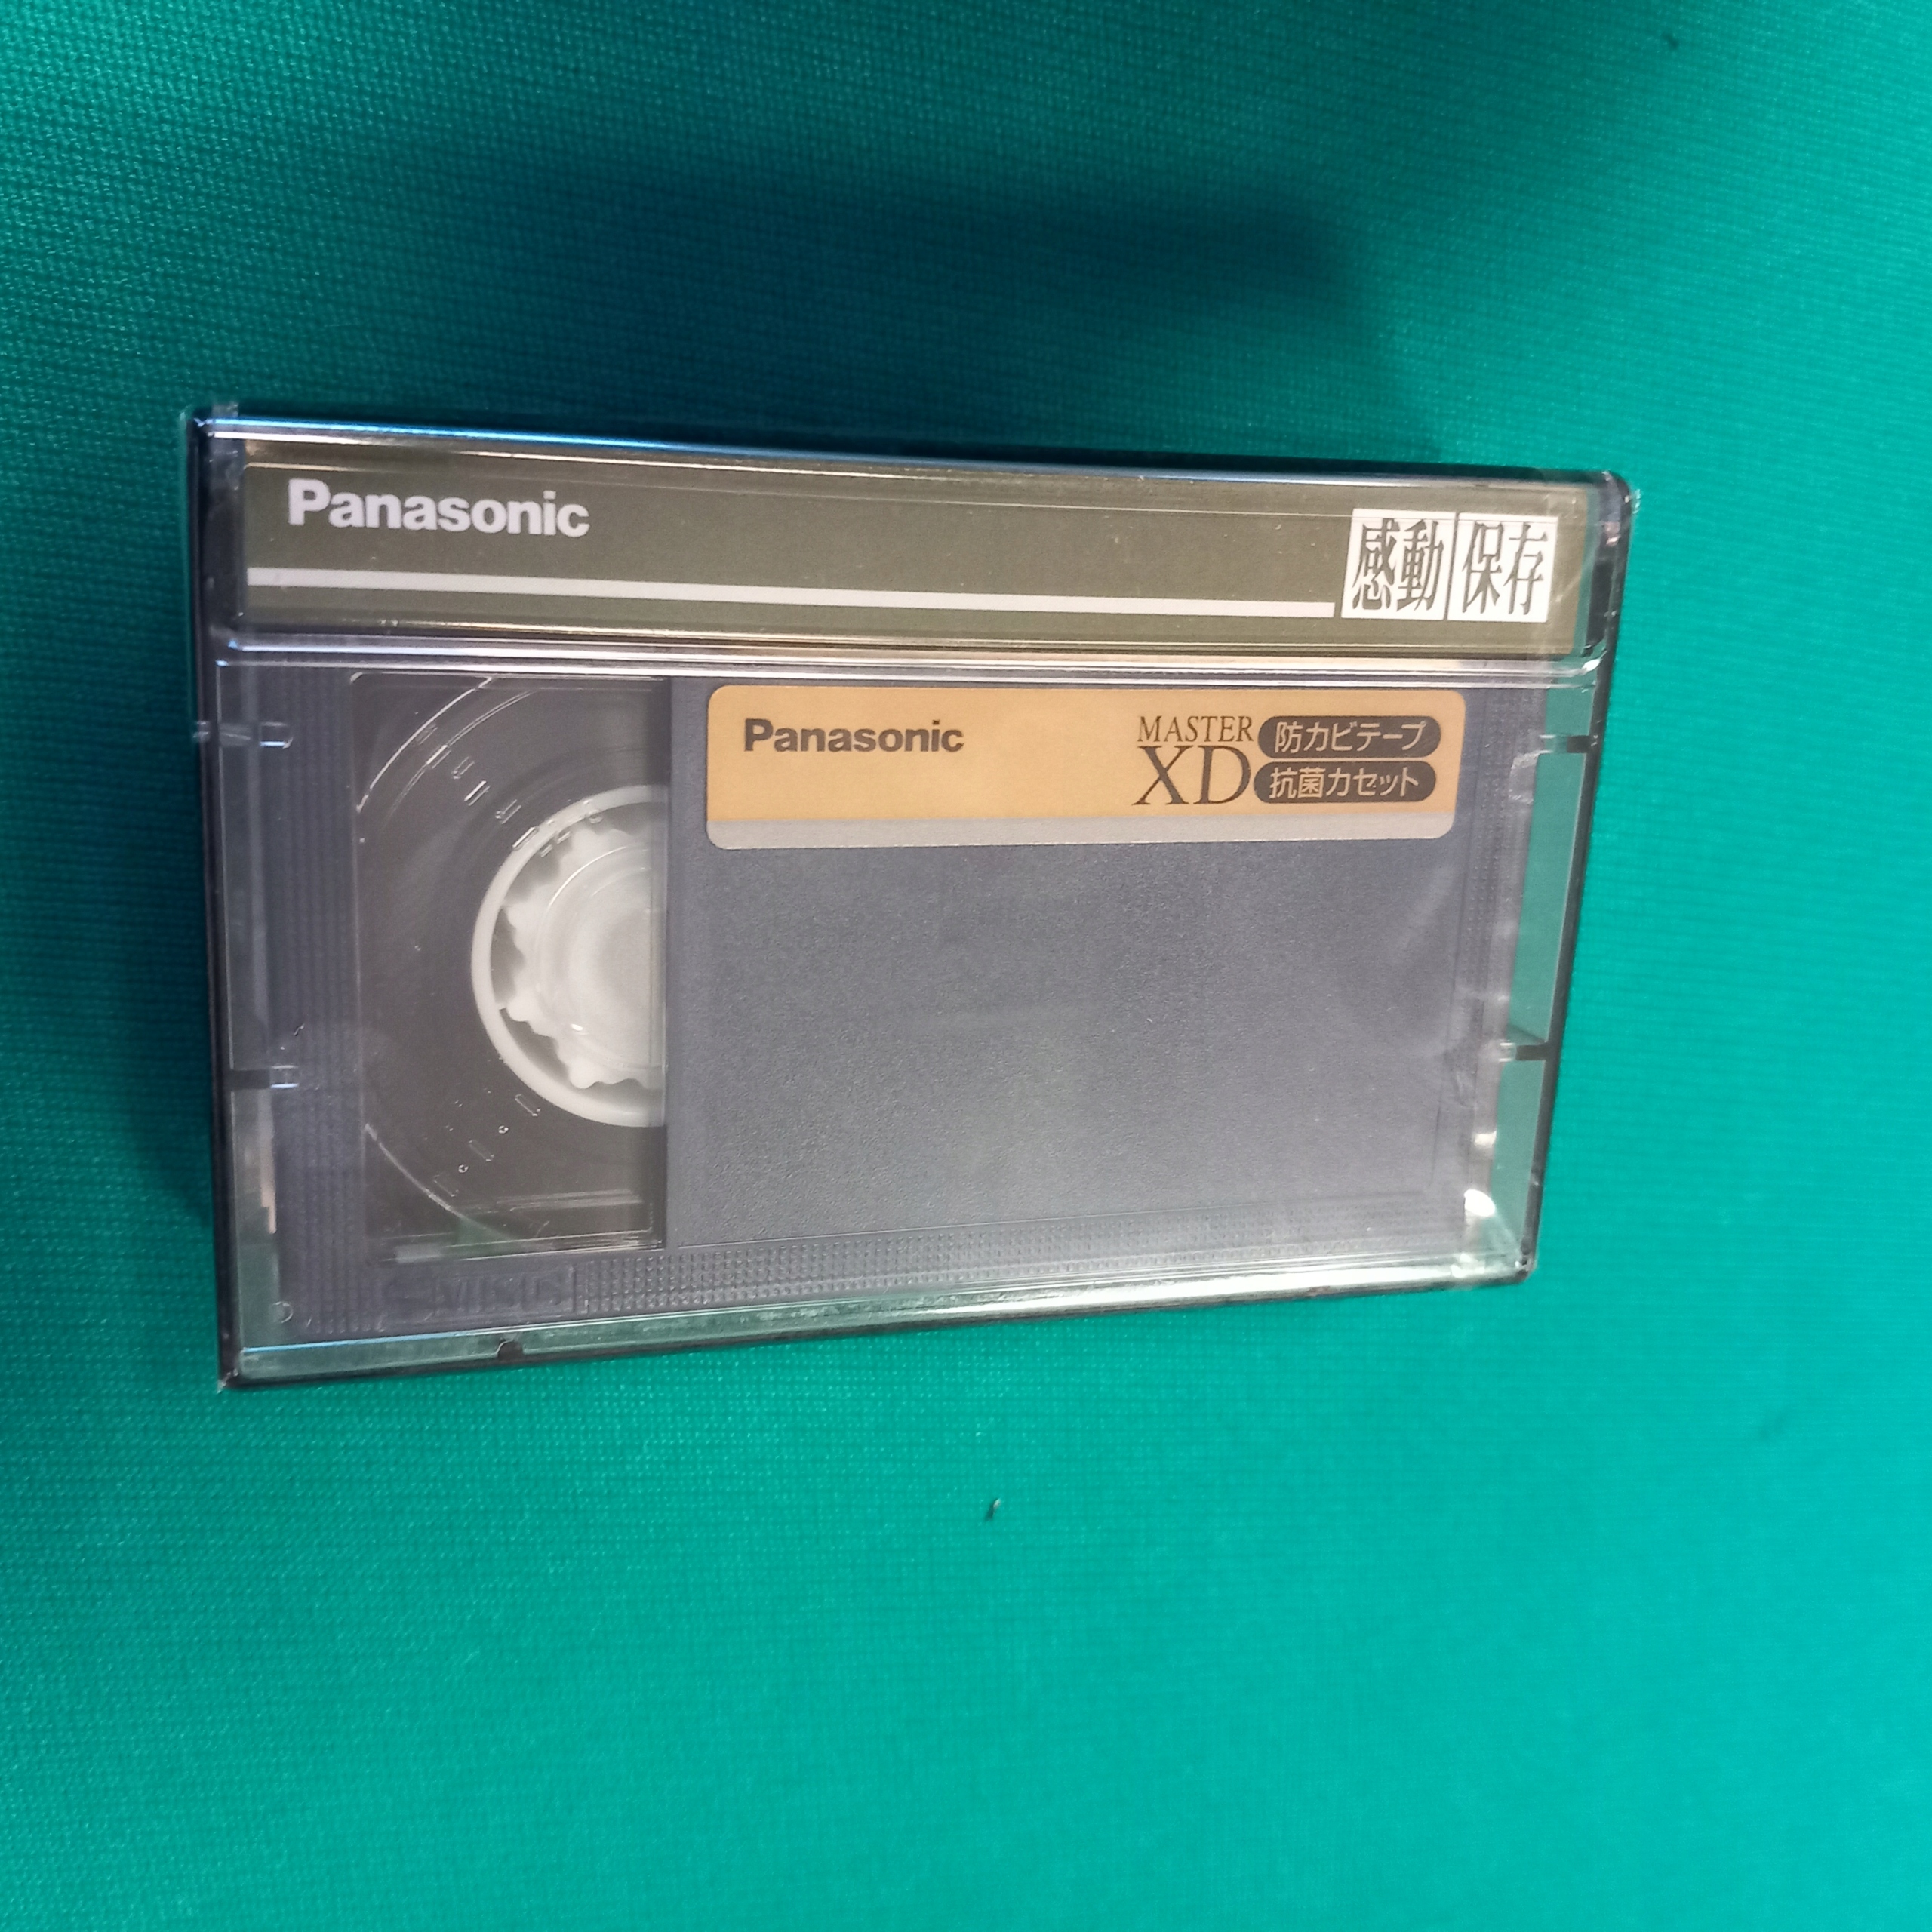 Panasonic
感動 保存
Panasonic
MASTER
XD
防カビテープ
抗菌カセット